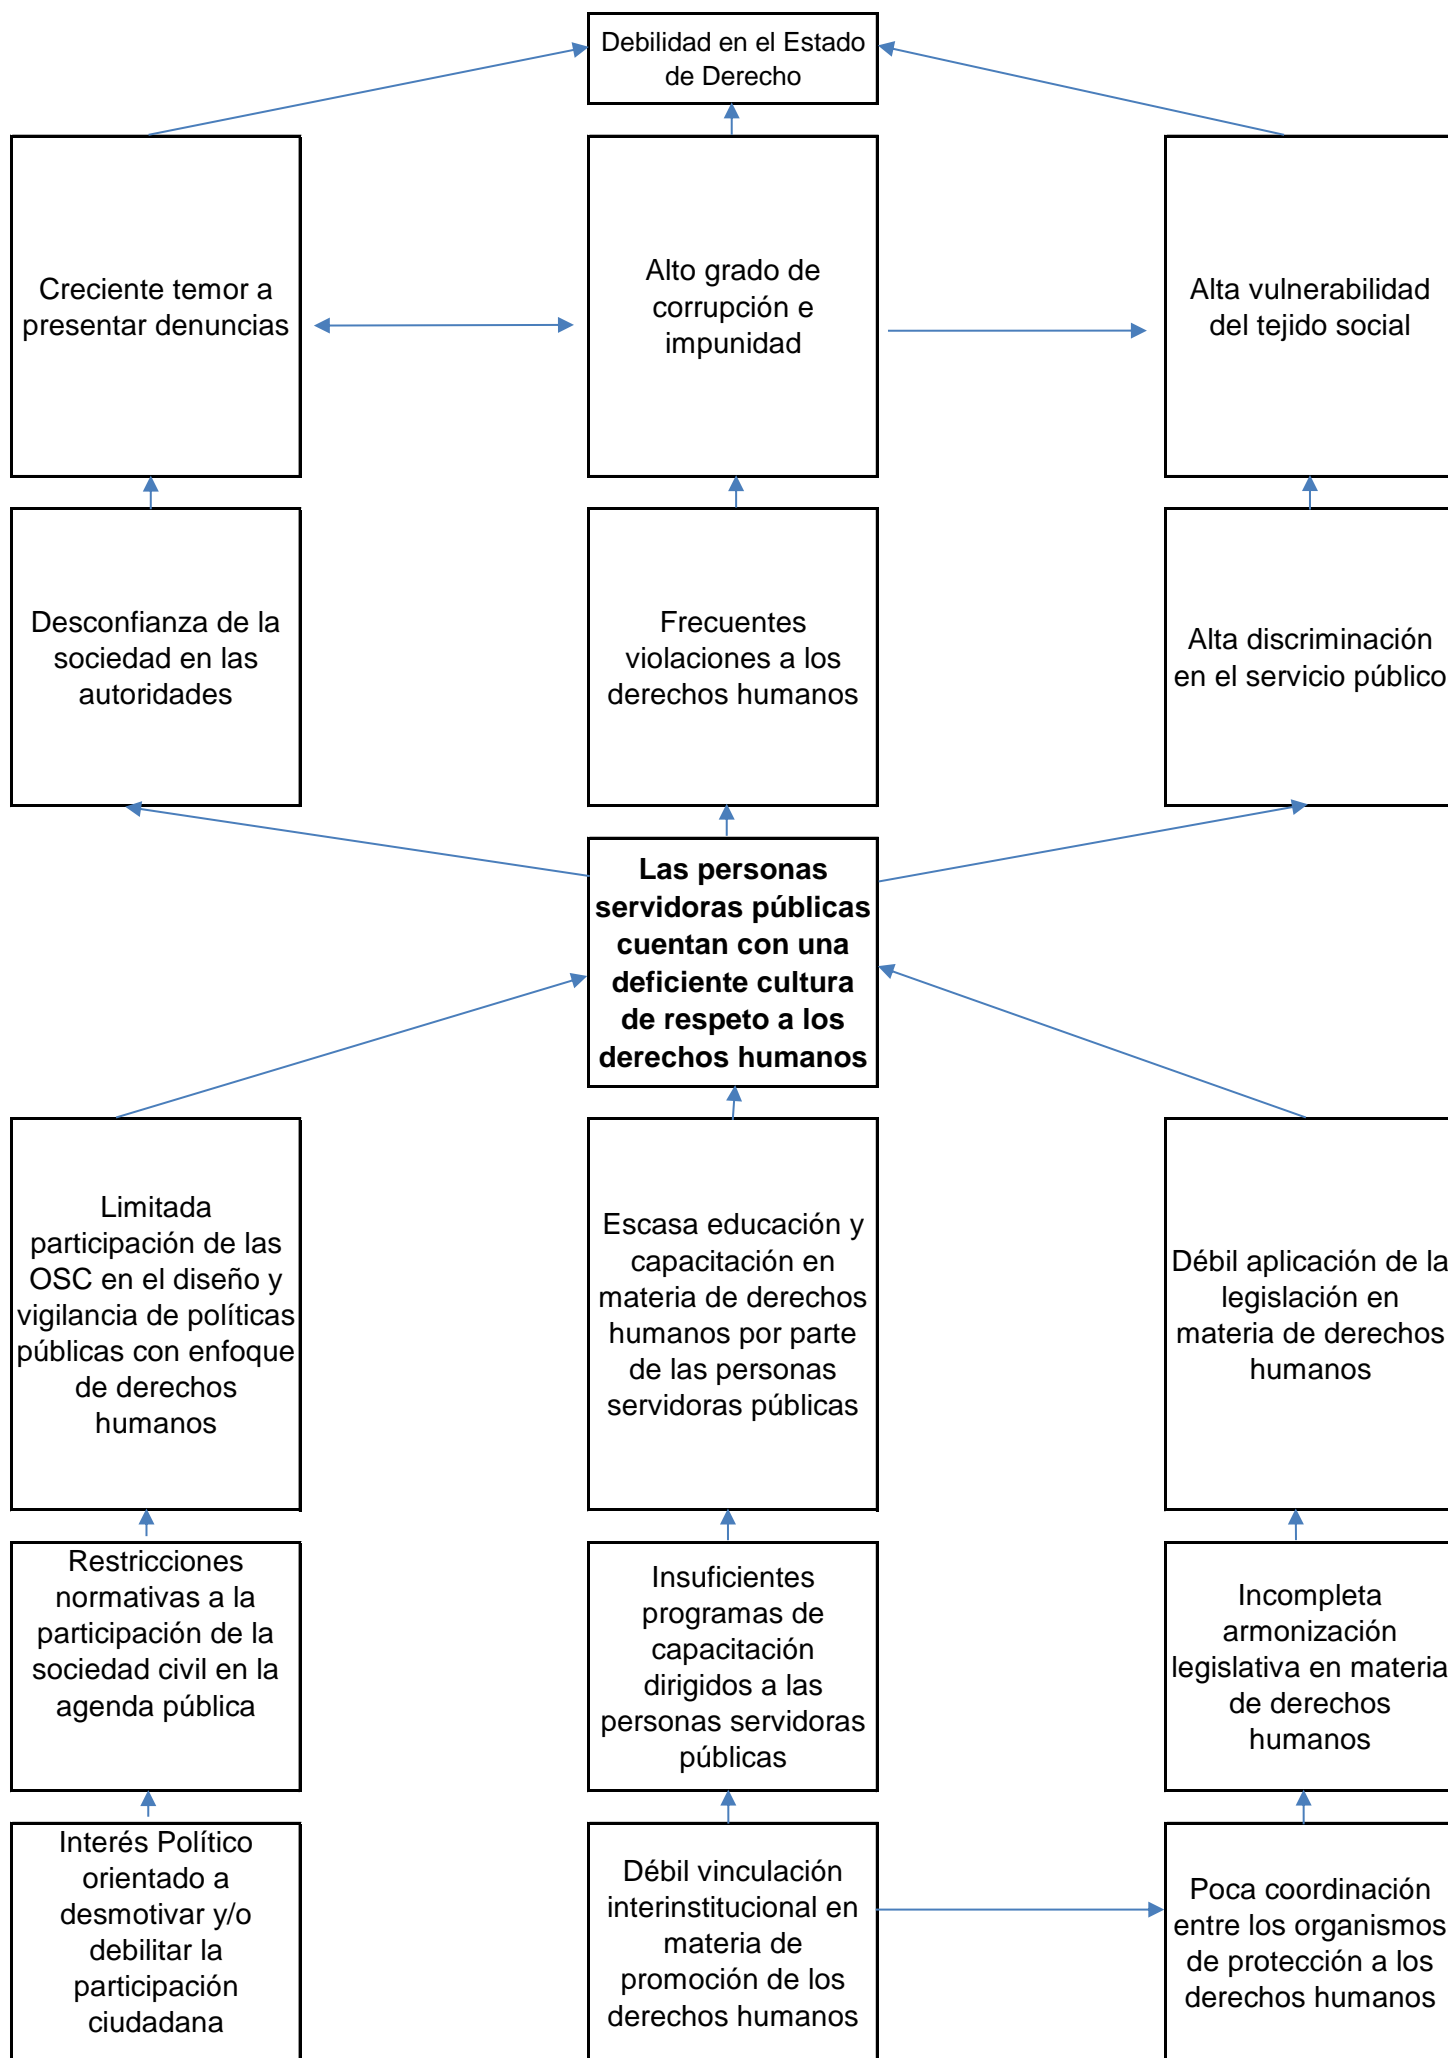 Debilidad en el Estado
de Derecho
Creciente temor a
presentar denuncias
Alto grado de
corrupción e
impunidad
Alta vulnerabilidad
del tejido social
Desconfianza de la
sociedad en las
autoridades
Frecuentes
violaciones a los
derechos humanos
Alta discriminación
en el servicio público
Las personas
servidoras públicas
cuentan con una
deficiente cultura
de respeto a los
derechos humanos
Limitada
participación de las
OSC en el diseño y
vigilancia de políticas
públicas con enfoque
de derechos
humanos
Escasa educación y
capacitación en
materia de derechos
humanos por parte
de las personas
servidoras públicas
Débil aplicación de la
legislación en
materia de derechos
humanos
Restricciones
normativas a la
participación de la
sociedad civil en la
agenda pública
Insuficientes
programas de
capacitación
dirigidos a las
personas servidoras
públicas
Incompleta
armonización
legislativa en materia
de derechos
humanos
Interés Político
orientado a
desmotivar y/o
debilitar la
participación
ciudadana
Débil vinculación
interinstitucional en
materia de
promoción de los
derechos humanos
Poca coordinación
entre los organismos
de protección a los
derechos humanos